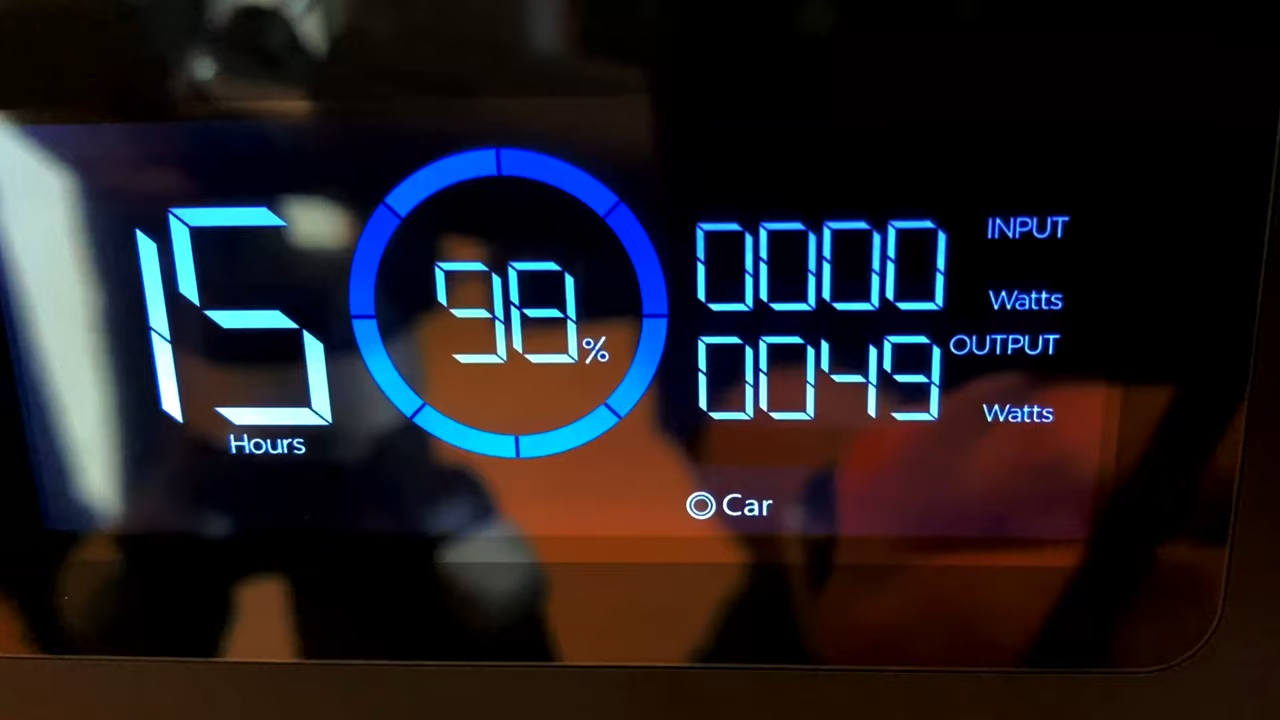 15
Hours
98%
0000 INPUT
Watts
0049 OUTPUT
Watts
Car